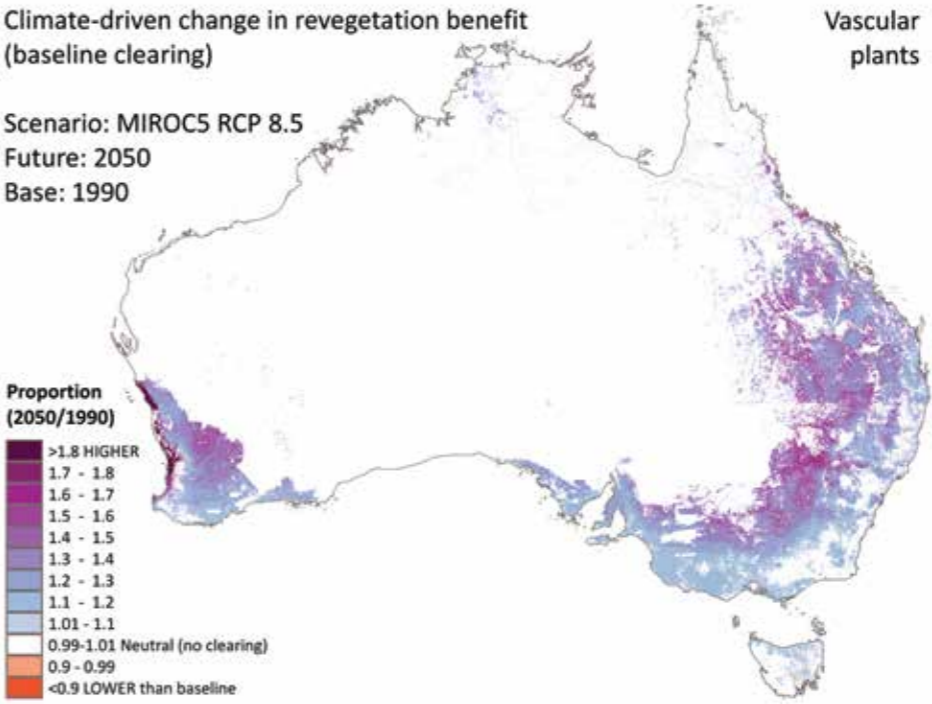 Climate-driven change in revegetation benefit
(baseline clearing)
Vascular
plants
Scenario: MIROC5 RCP 8.5
Future: 2050
Base: 1990
Proportion
(2050/1990)
>1.8 HIGHER
1.7 - 1.8
1.6 - 1.7
1.5 - 1.6
1.4 - 1.5
1.3 - 1.4
1.2 - 1.3
1.1 - 1.2
1.01 - 1.1
0.99-1.01 Neutral (no clearing)
0.9 - 0.99
<0.9 LOWER than baseline